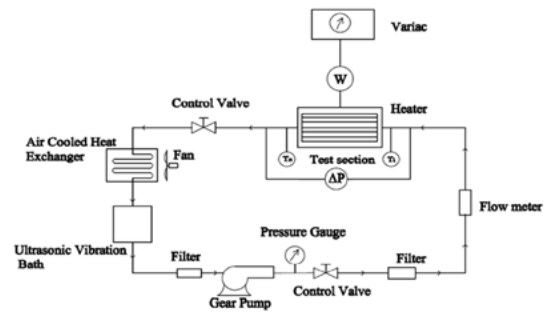 Variac
W
Control Valve
Heater
Air Cooled Heat
Exchanger
Fan
To
Test section
Ti
ΔP
Flow meter
Ultrasonic Vibration
Bath
Filter
Pressure Gauge
Filter
Gear Pump
Control Valve